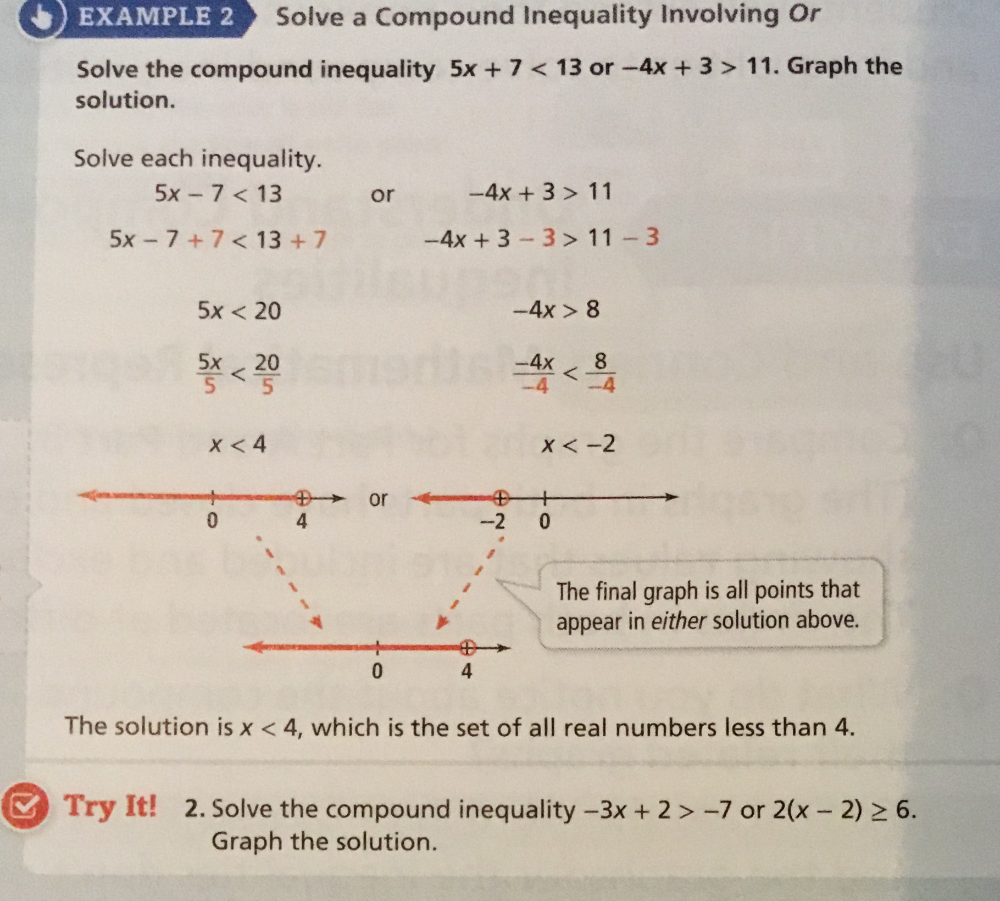 EXAMPLE 2 Solve a Compound Inequality Involving Or
Solve the compound inequality 5x + 7 < 13 or −4x + 3 > 11. Graph the
solution.
Solve each inequality.
5x − 7 < 13 or −4x + 3 > 11
5x − 7 + 7 < 13 + 7 −4x + 3 − 3 > 11 − 3
5x < 20 −4x > 8
5x/5 < 20/5 −4x/−4 < 8/−4
x < 4 x < −2
or
0 4 −2 0
The final graph is all points that
appear in either solution above.
0 4
The solution is x < 4, which is the set of all real numbers less than 4.
Try It! 2. Solve the compound inequality −3x + 2 > −7 or 2(x − 2) ≥ 6.
Graph the solution.